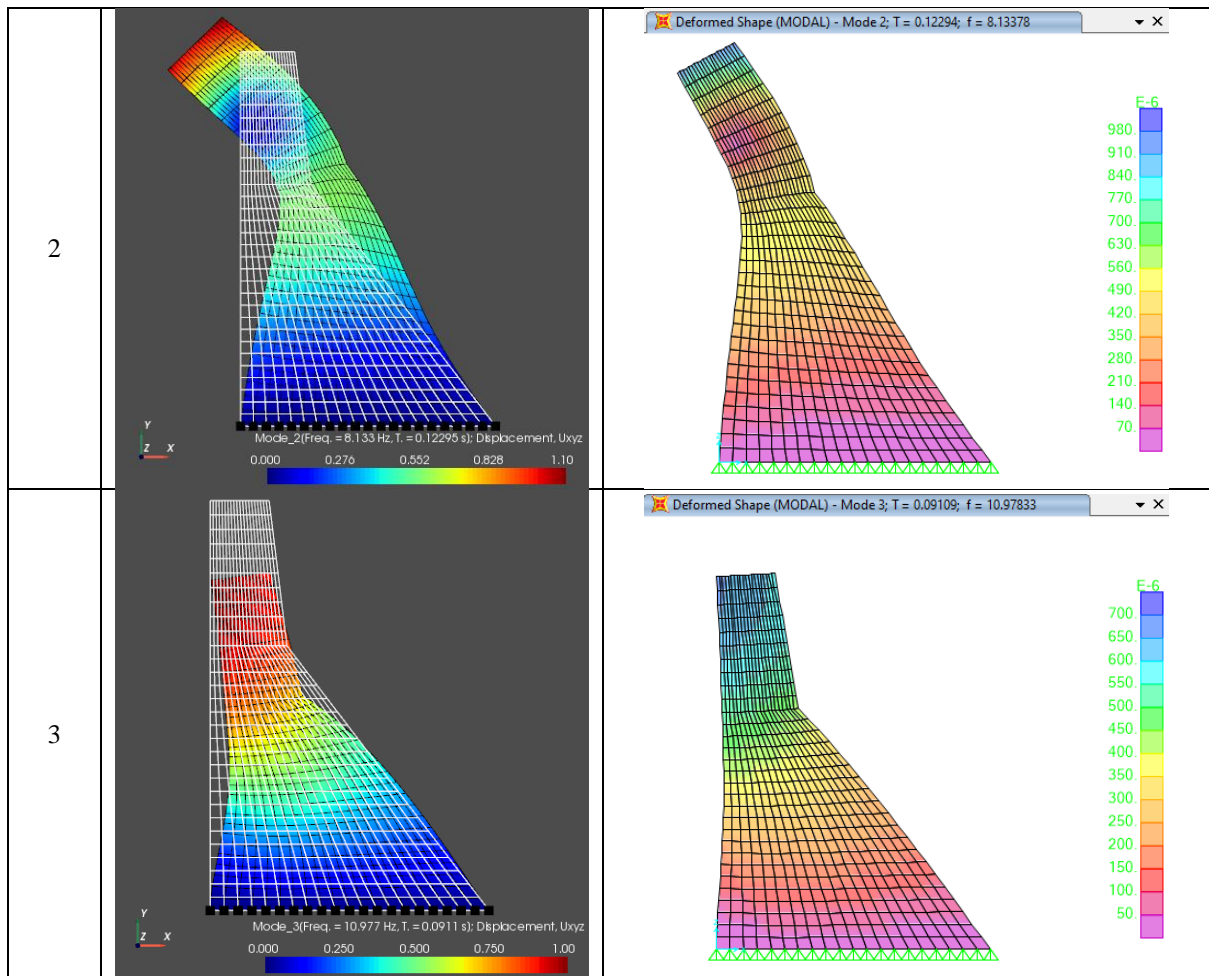 2
Y
Z X
Mode_2(Freq. = 8.133 Hz, T. = 0.12295 s); Displacement, Uxyz
0.000 0.276 0.552 0.828 1.10
Deformed Shape (MODAL) - Mode 2; T = 0.12294; f = 8.13378
E-6
980.
910.
840.
770.
700.
630.
560.
490.
420.
350.
280.
210.
140.
70.
3
Y
Z X
Mode_3(Freq. = 10.977 Hz, T. = 0.0911 s); Displacement, Uxyz
0.000 0.250 0.500 0.750 1.00
Deformed Shape (MODAL) - Mode 3; T = 0.09109; f = 10.97833
E-6
700.
650.
600.
550.
500.
450.
400.
350.
300.
250.
200.
150.
100.
50.